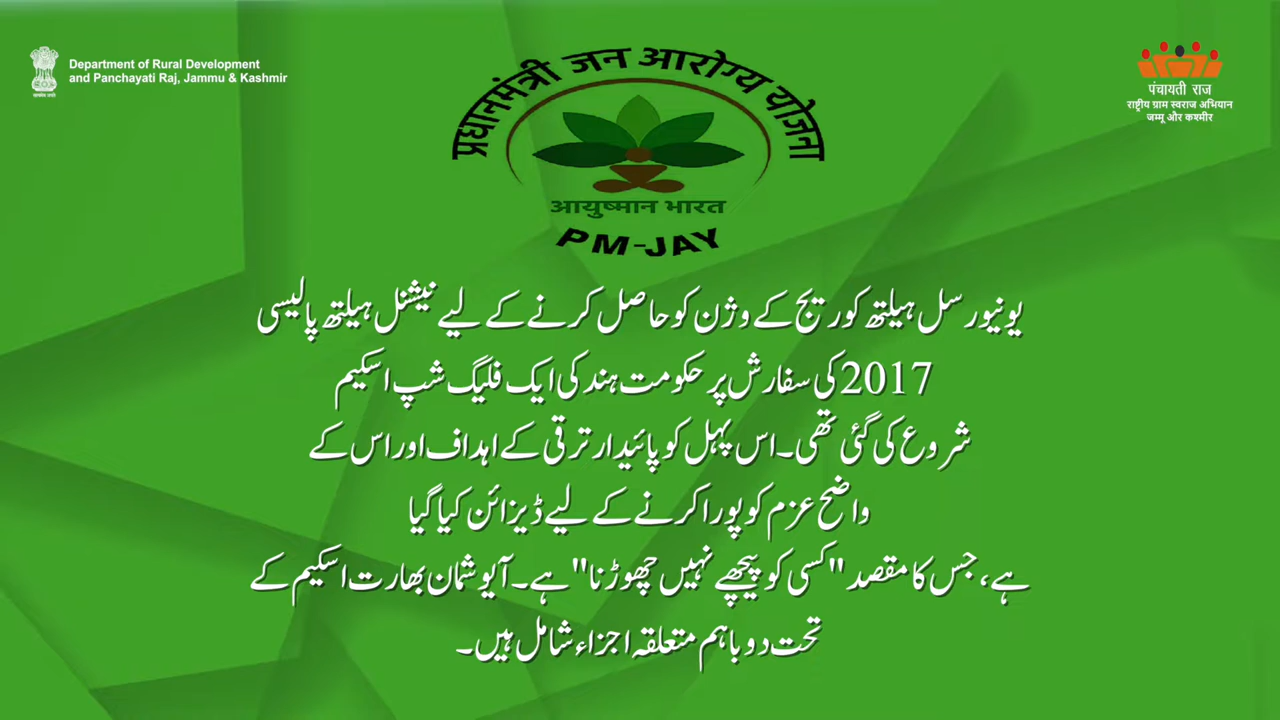 Department of Rural Development
and Panchayati Raj, Jammu & Kashmir
प्रधानमंत्री जन आरोग्य योजना
आयुष्मान भारत
PM-JAY
पंचायती राज
राष्ट्रीय ग्राम स्वराज अभियान
जम्मू और कश्मीर
یونیورسل ہیلتھ کوریج کے وژن کو حاصل کرنے کے لیے نیشنل ہیلتھ پالیسی
2017 کی سفارش پر حکومت ہند کی ایک فلیگ شپ اسکیم
شروع کی گئی تھی۔ اس پہل کو پائیدار ترقی کے اہداف اور اس کے
واضح عزم کو پورا کرنے کے لیے ڈیزائن کیا گیا
ہے، جس کا مقصد "کسی کو پیچھے نہیں چھوڑنا" ہے۔ آیوشمان بھارت اسکیم کے
تحت دو باہم متعلقہ اجزاء شامل ہیں۔